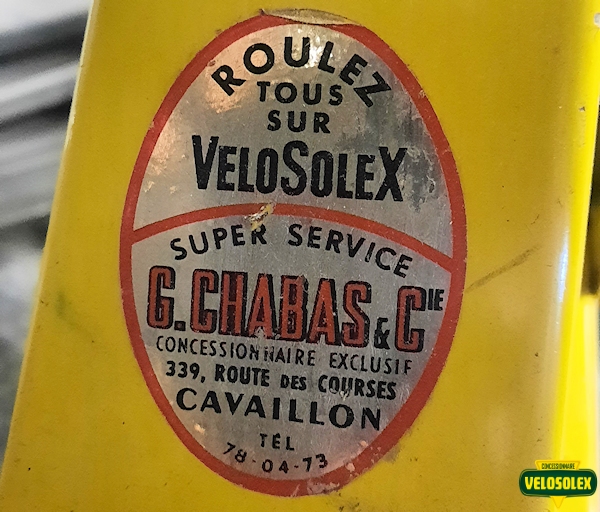 ROULEZ
TOUS
SUR
VELOSOLEX
SUPER SERVICE
G. CHABAS & CIE
CONCESSIONNAIRE EXCLUSIF
339, ROUTE DES COURSES
CAVAILLON
TEL
78-04-73
CONCESSIONNAIRE
VELOSOLEX